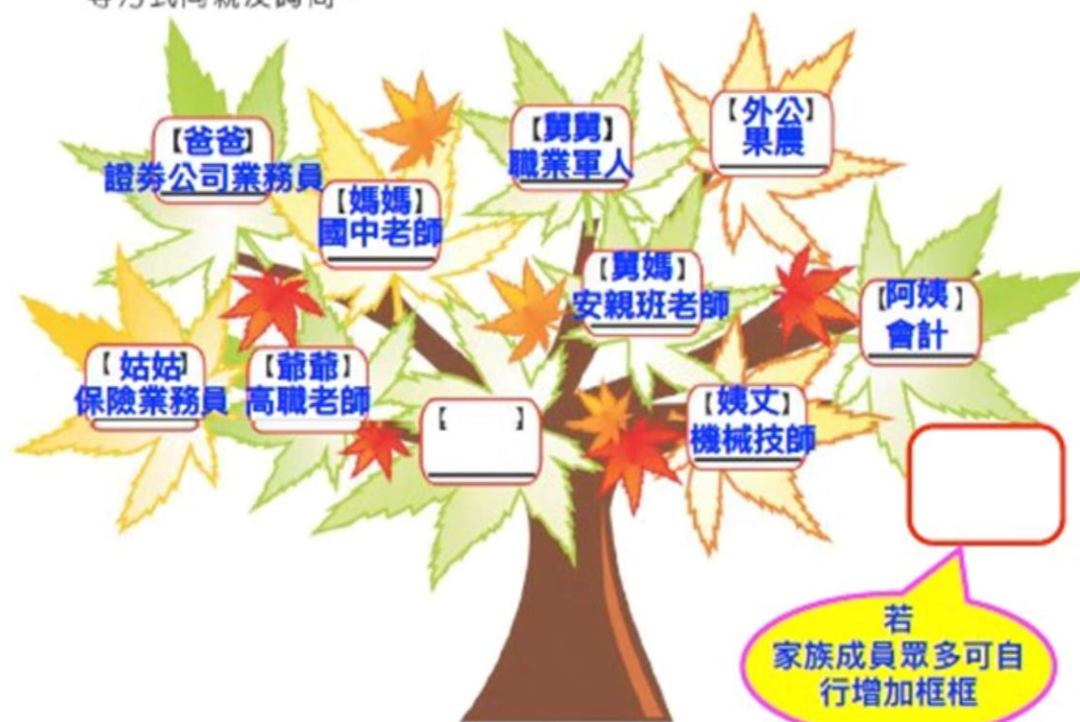 【爸爸】
證券公司業務員
【媽媽】
國中老師
【舅舅】
職業軍人
【外公】
果農
【舅媽】
安親班老師
【阿姨】
會計
【姑姑】
保險業務員
【爺爺】
高職老師
【 】
【姨丈】
機械技師
若
家族成員眾多可自
行增加框框